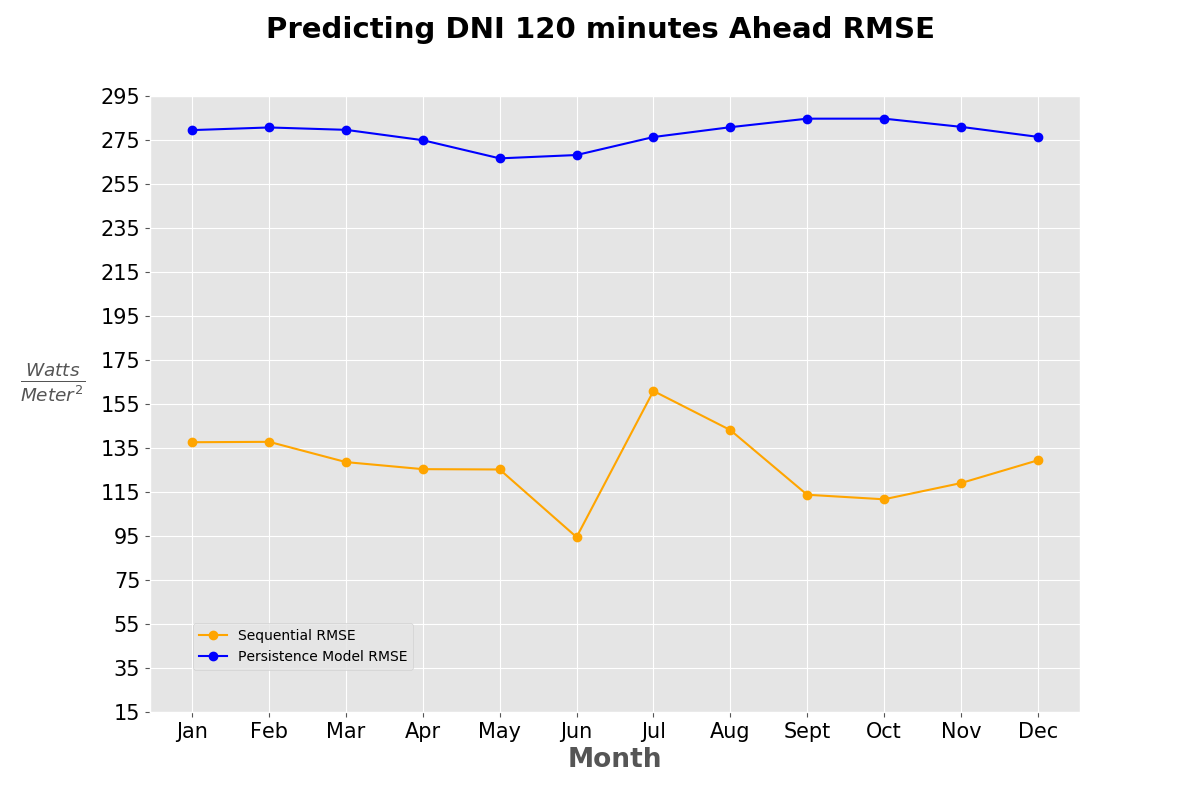 Predicting DNI 120 minutes Ahead RMSE
295
275
255
235
215
195
175
155
135
115
95
75
55
35
15
Watts
Meter²
Sequential RMSE
Persistence Model RMSE
Jan Feb Mar Apr May Jun Jul Aug Sept Oct Nov Dec
Month